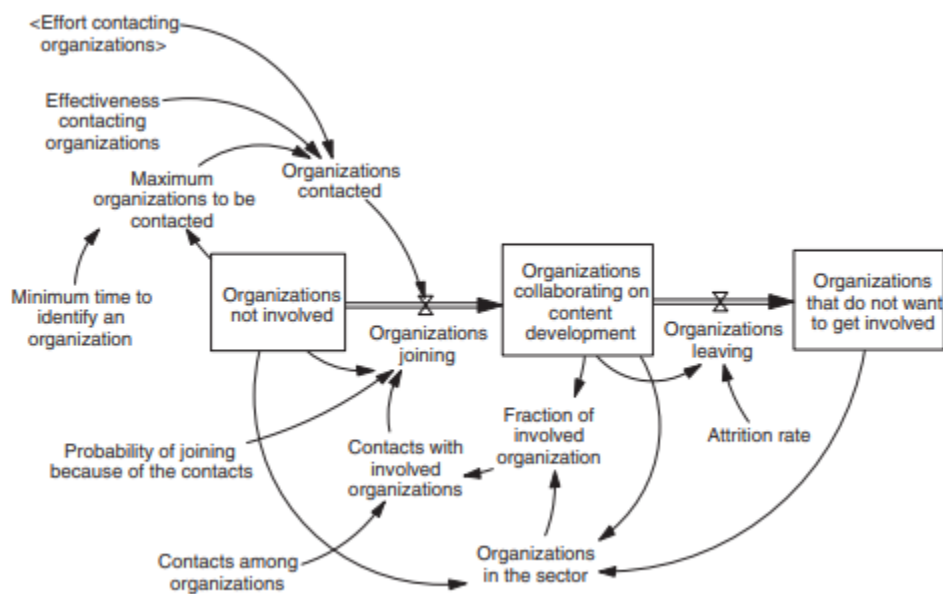 <Effort contacting
organizations>
Effectiveness
contacting
organizations
Maximum
organizations to be
contacted
Organizations
contacted
Minimum time to
identify an
organization
Organizations
not involved
Organizations
joining
Organizations
collaborating on
content
development
Organizations
leaving
Organizations
that do not want
to get involved
Probability of joining
because of the contacts
Contacts with
involved
organizations
Fraction of
involved
organization
Attrition rate
Contacts among
organizations
Organizations
in the sector